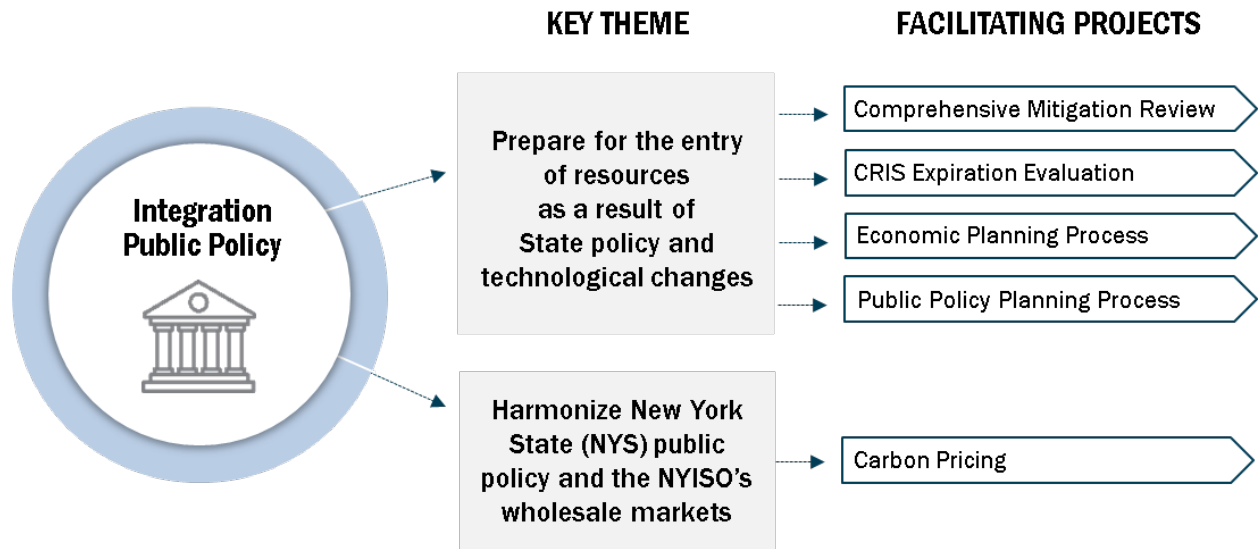 KEY THEME
FACILITATING PROJECTS
Integration
Public Policy
Prepare for the entry
of resources
as a result of
State policy and
technological changes
Comprehensive Mitigation Review
CRIS Expiration Evaluation
Economic Planning Process
Public Policy Planning Process
Harmonize New York
State (NYS) public
policy and the NYISO's
wholesale markets
Carbon Pricing